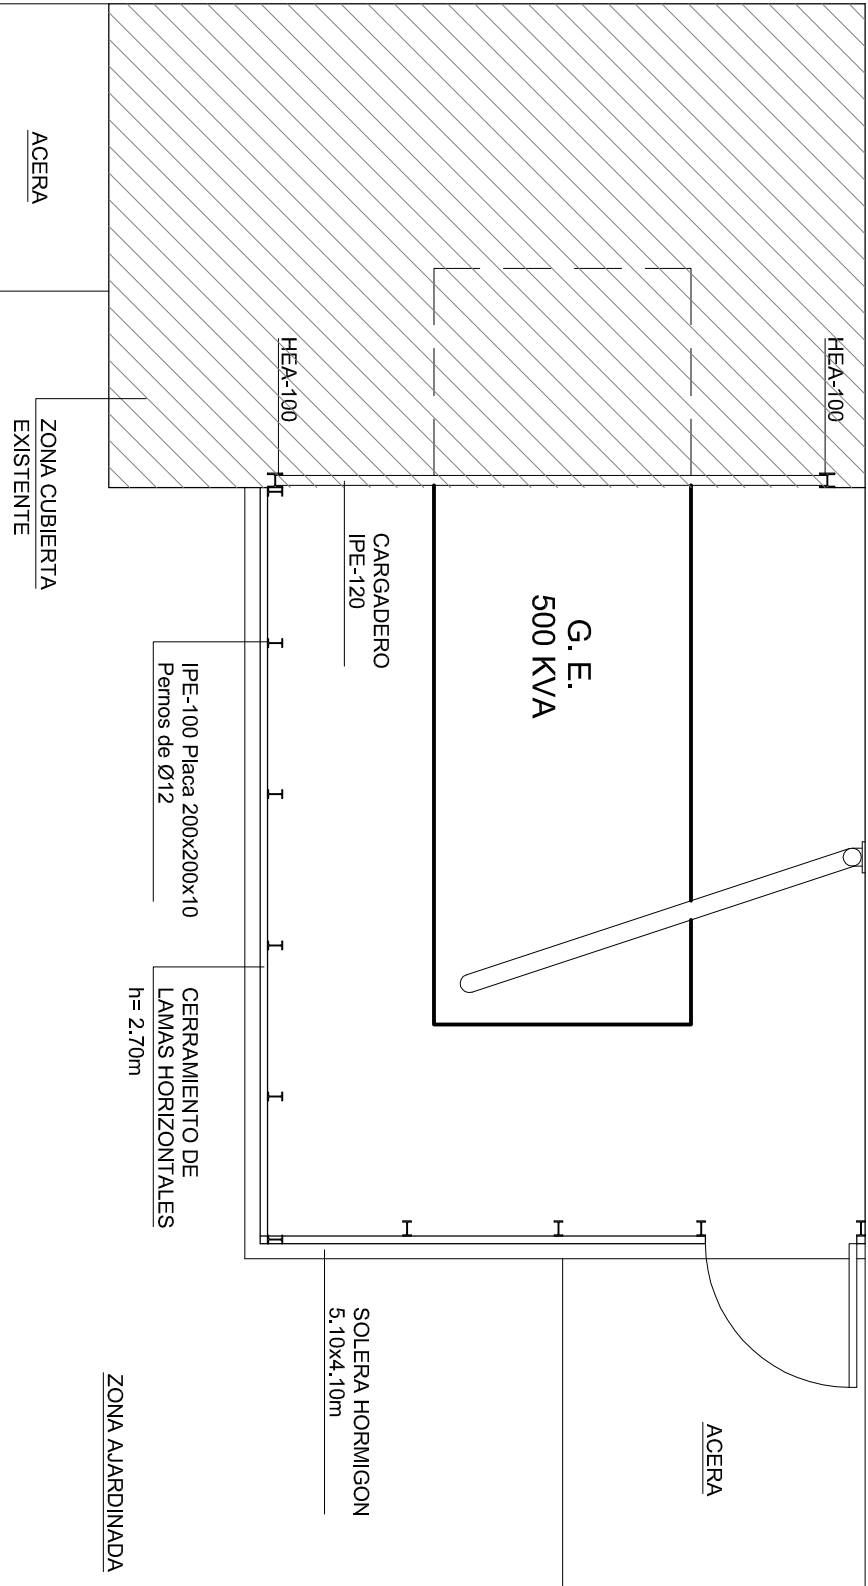 ACERA
ZONA CUBIERTA
EXISTENTE
HEA-100
HEA-100
CARGADERO
IPE-120
G. E.
500 KVA
IPE-100 Placa 200x200x10
Pernos de Ø12
CERRAMIENTO DE
LAMAS HORIZONTALES
h= 2.70m
SOLERA HORMIGON
5.10x4.10m
ACERA
ZONA AJARDINADA